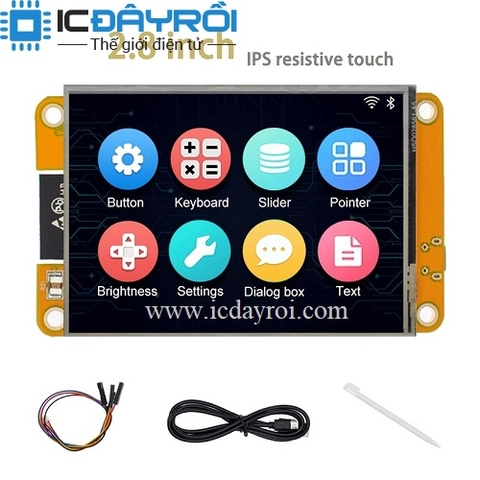 ICĐÂYRỒI
Thế giới điện tử
2.8 inch
IPS resistive touch
Button
Keyboard
Slider
Pointer
Brightness
Settings
Dialog box
Text
www.icdayroi.com